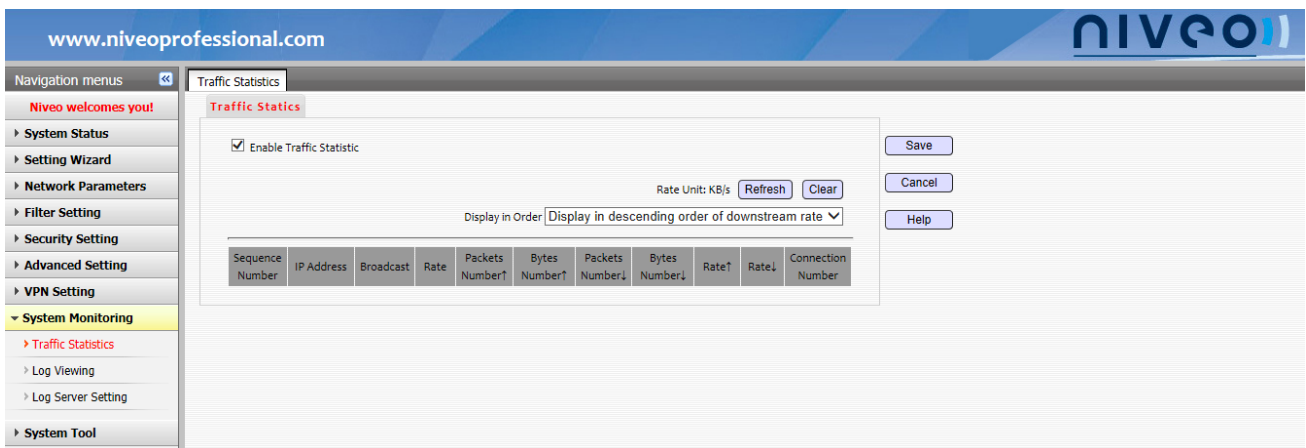 www.niveoprofessional.com
niveo
Navigation menus
Traffic Statistics
Niveo welcomes you!
Traffic Statics
System Status
Setting Wizard
Network Parameters
Filter Setting
Security Setting
Advanced Setting
VPN Setting
System Monitoring
Traffic Statistics
Log Viewing
Log Server Setting
System Tool
Enable Traffic Statistic
Rate Unit: KB/s Refresh Clear
Display in Order Display in descending order of downstream rate
Sequence Number
IP Address
Broadcast
Rate
Packets Number↑
Bytes Number↑
Packets Number↓
Bytes Number↓
Rate↑
Rate↓
Connection Number
Save
Cancel
Help